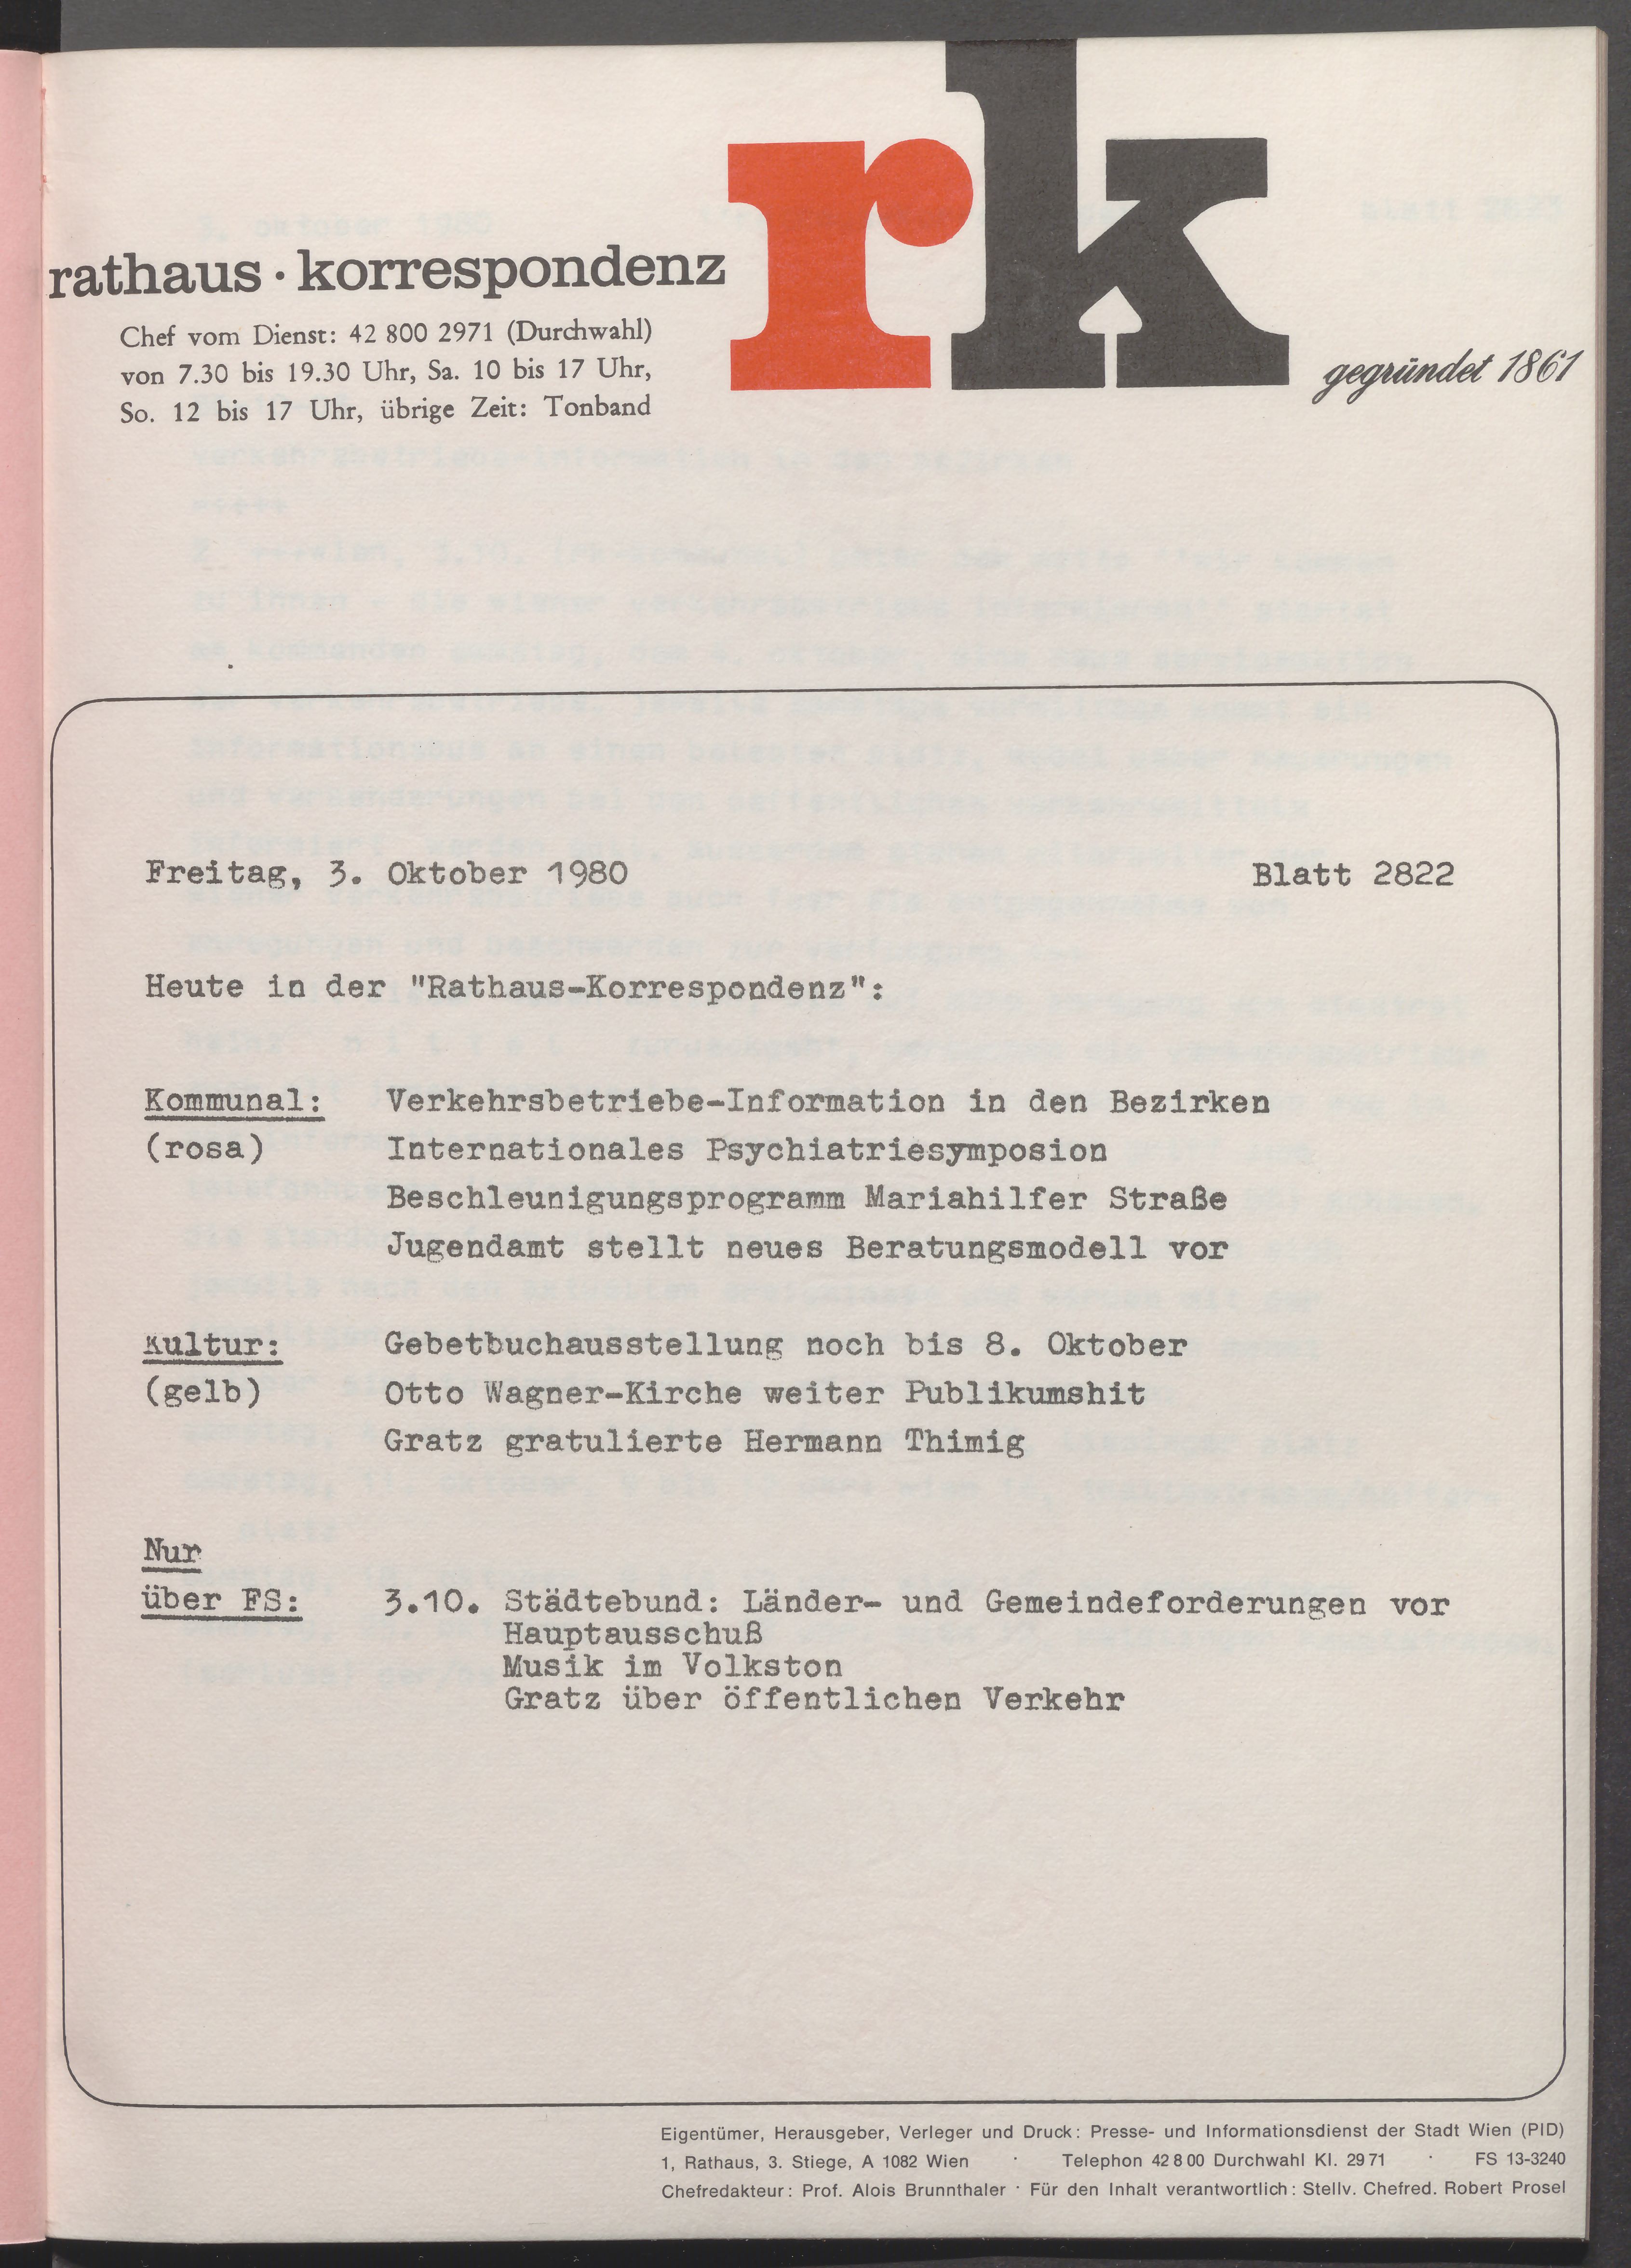 rk
rathaus · korrespondenz
Chef vom Dienst: 42 800 2971 (Durchwahl)
von 7.30 bis 19.30 Uhr, Sa. 10 bis 17 Uhr,
So. 12 bis 17 Uhr, übrige Zeit: Tonband
gegründet 1861
Freitag, 3. Oktober 1980 Blatt 2822
Heute in der "Rathaus-Korrespondenz":
Kommunal: Verkehrsbetriebe-Information in den Bezirken
(rosa) Internationales Psychiatriesymposion
Beschleunigungsprogramm Mariahilfer Straße
Jugendamt stellt neues Beratungsmodell vor
Kultur: Gebetbuchausstellung noch bis 8. Oktober
(gelb) Otto Wagner-Kirche weiter Publikumshit
Gratz gratulierte Hermann Thimig
Nur
über FS: 3.10. Städtebund: Länder- und Gemeindeforderungen vor
Hauptausschuß
Musik im Volkston
Gratz über öffentlichen Verkehr
Eigentümer, Herausgeber, Verleger und Druck: Presse- und Informationsdienst der Stadt Wien (PID)
1, Rathaus, 3. Stiege, A 1082 Wien · Telephon 42 8 00 Durchwahl Kl. 29 71 · FS 13-3240
Chefredakteur: Prof. Alois Brunnthaler · Für den Inhalt verantwortlich: Stellv. Chefred. Robert Prosel